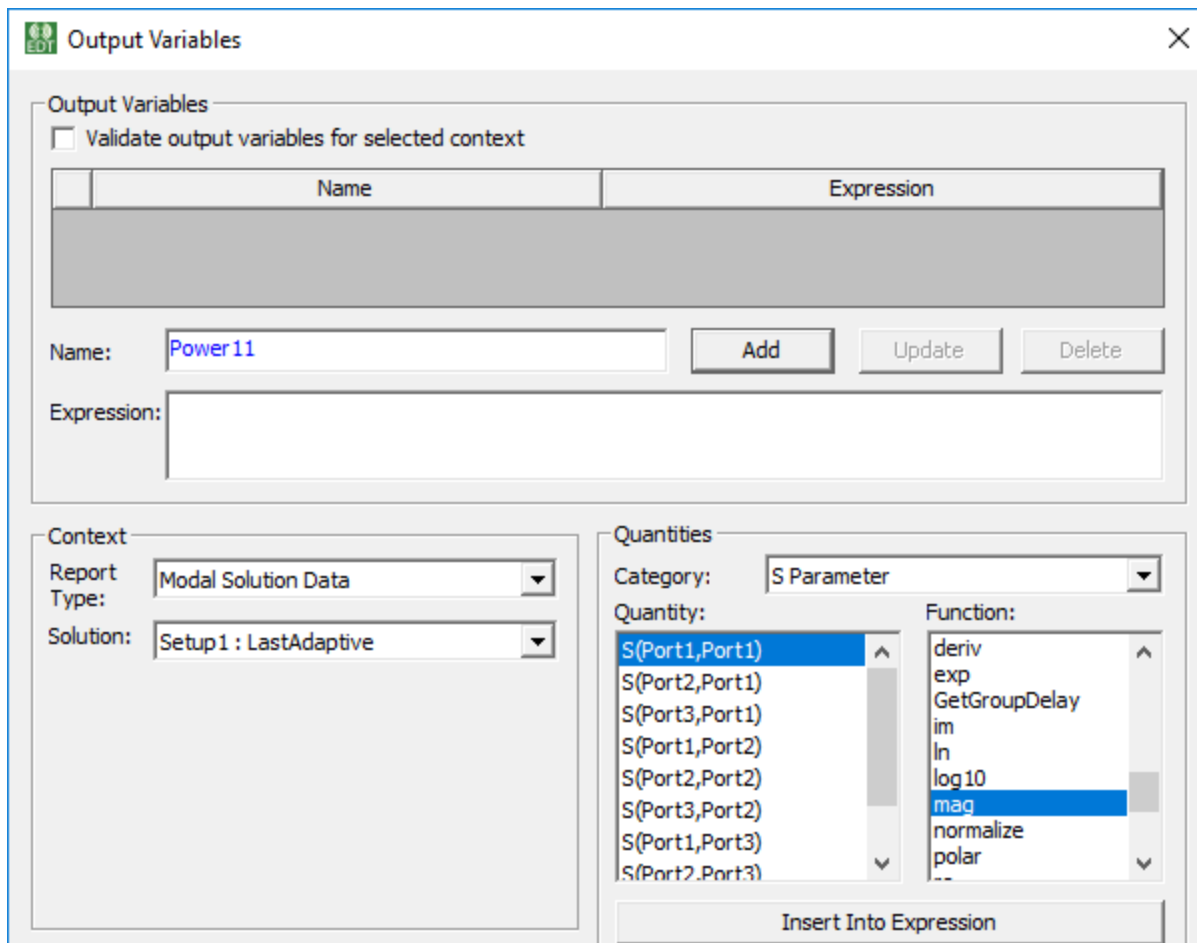 EDT Output Variables
Output Variables
Validate output variables for selected context
Name Expression
Name: Power11 Add Update Delete
Expression:
Context
Report Type: Modal Solution Data
Solution: Setup1 : LastAdaptive
Quantities
Category: S Parameter
Quantity:
S(Port1,Port1)
S(Port2,Port1)
S(Port3,Port1)
S(Port1,Port2)
S(Port2,Port2)
S(Port3,Port2)
S(Port1,Port3)
S(Port2,Port3)
Function:
deriv
exp
GetGroupDelay
im
ln
log10
mag
normalize
polar
Insert Into Expression